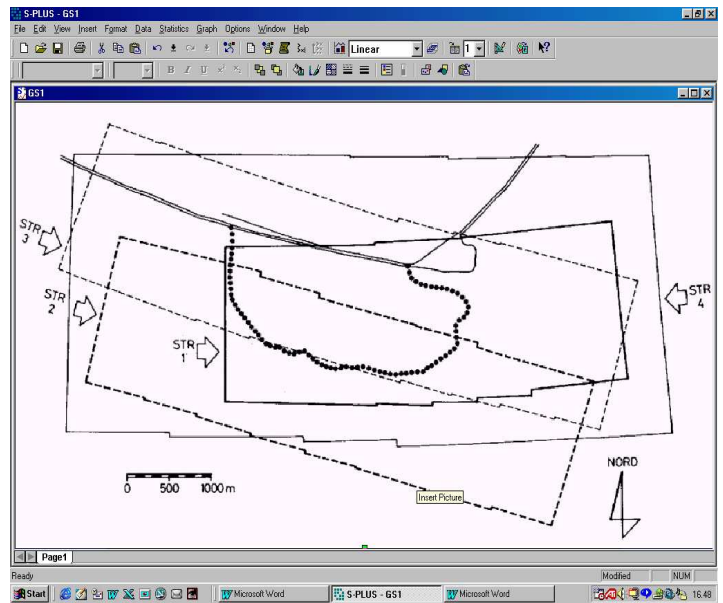 S-PLUS - GS1
File Edit View Insert Format Data Statistics Graph Options Window Help
Linear 1
B I U
GS1
STR
3
STR
2
STR
1
STR
4
0 500 1000 m
NORD
Insert Picture
Page1
Ready Modified NUM
Start Microsoft Word S-PLUS - GS1 Microsoft Word 16.48